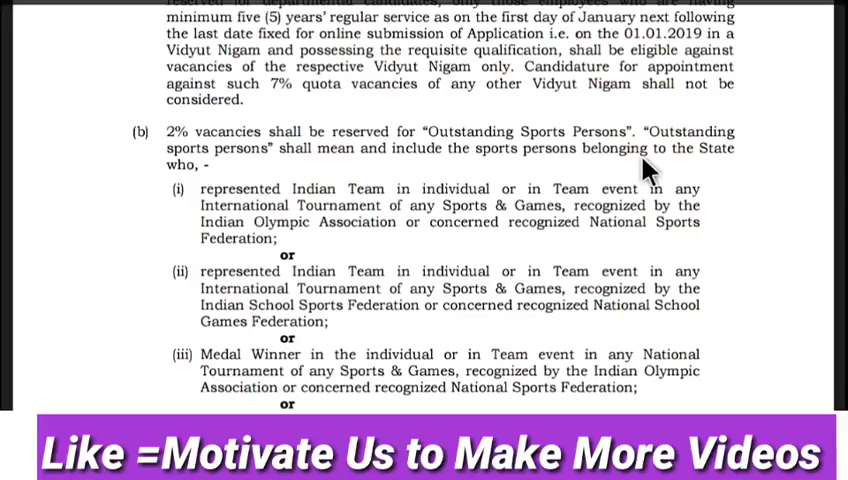 reserved for departmental candidates, only those employees who are having
minimum five (5) years' regular service as on the first day of January next following
the last date fixed for online submission of Application i.e. on the 01.01.2019 in a
Vidyut Nigam and possessing the requisite qualification, shall be eligible against
vacancies of the respective Vidyut Nigam only. Candidature for appointment
against such 7% quota vacancies of any other Vidyut Nigam shall not be
considered.
(b) 2% vacancies shall be reserved for "Outstanding Sports Persons". "Outstanding
sports persons" shall mean and include the sports persons belonging to the State
who, -
(i) represented Indian Team in individual or in Team event in any
International Tournament of any Sports & Games, recognized by the
Indian Olympic Association or concerned recognized National Sports
Federation;
or
(ii) represented Indian Team in individual or in Team event in any
International Tournament of any Sports & Games, recognized by the
Indian School Sports Federation or concerned recognized National School
Games Federation;
or
(iii) Medal Winner in the individual or in Team event in any National
Tournament of any Sports & Games, recognized by the Indian Olympic
Association or concerned recognized National Sports Federation;
or
Like =Motivate Us to Make More Videos